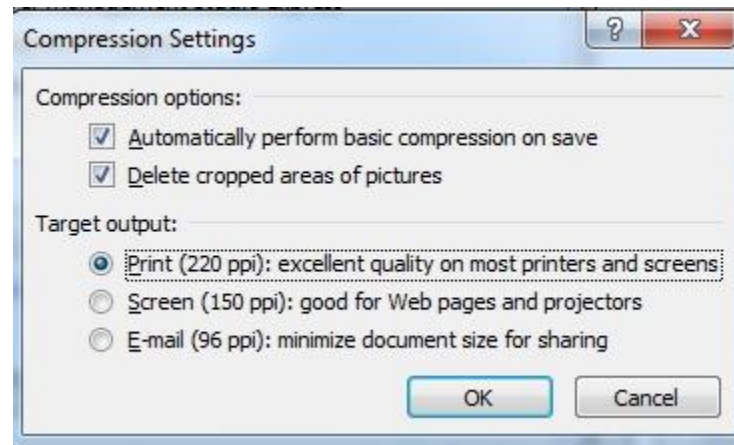 Compression Settings
?
X
Compression options:
Automatically perform basic compression on save
Delete cropped areas of pictures
Target output:
Print (220 ppi): excellent quality on most printers and screens
Screen (150 ppi): good for Web pages and projectors
E-mail (96 ppi): minimize document size for sharing
OK Cancel